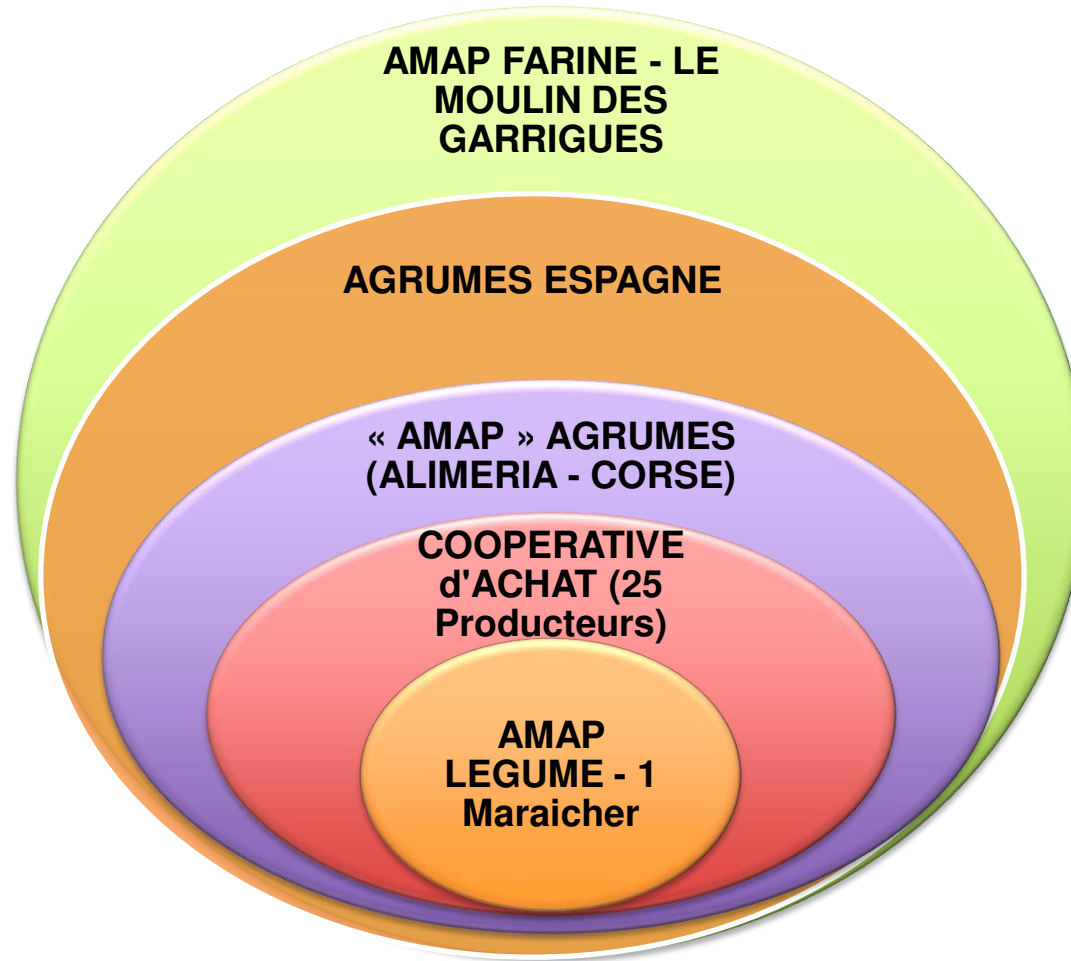 AMAP FARINE - LE
MOULIN DES
GARRIGUES
AGRUMES ESPAGNE
« AMAP » AGRUMES
(ALIMERIA - CORSE)
COOPERATIVE
d'ACHAT (25
Producteurs)
AMAP
LEGUME - 1
Maraicher